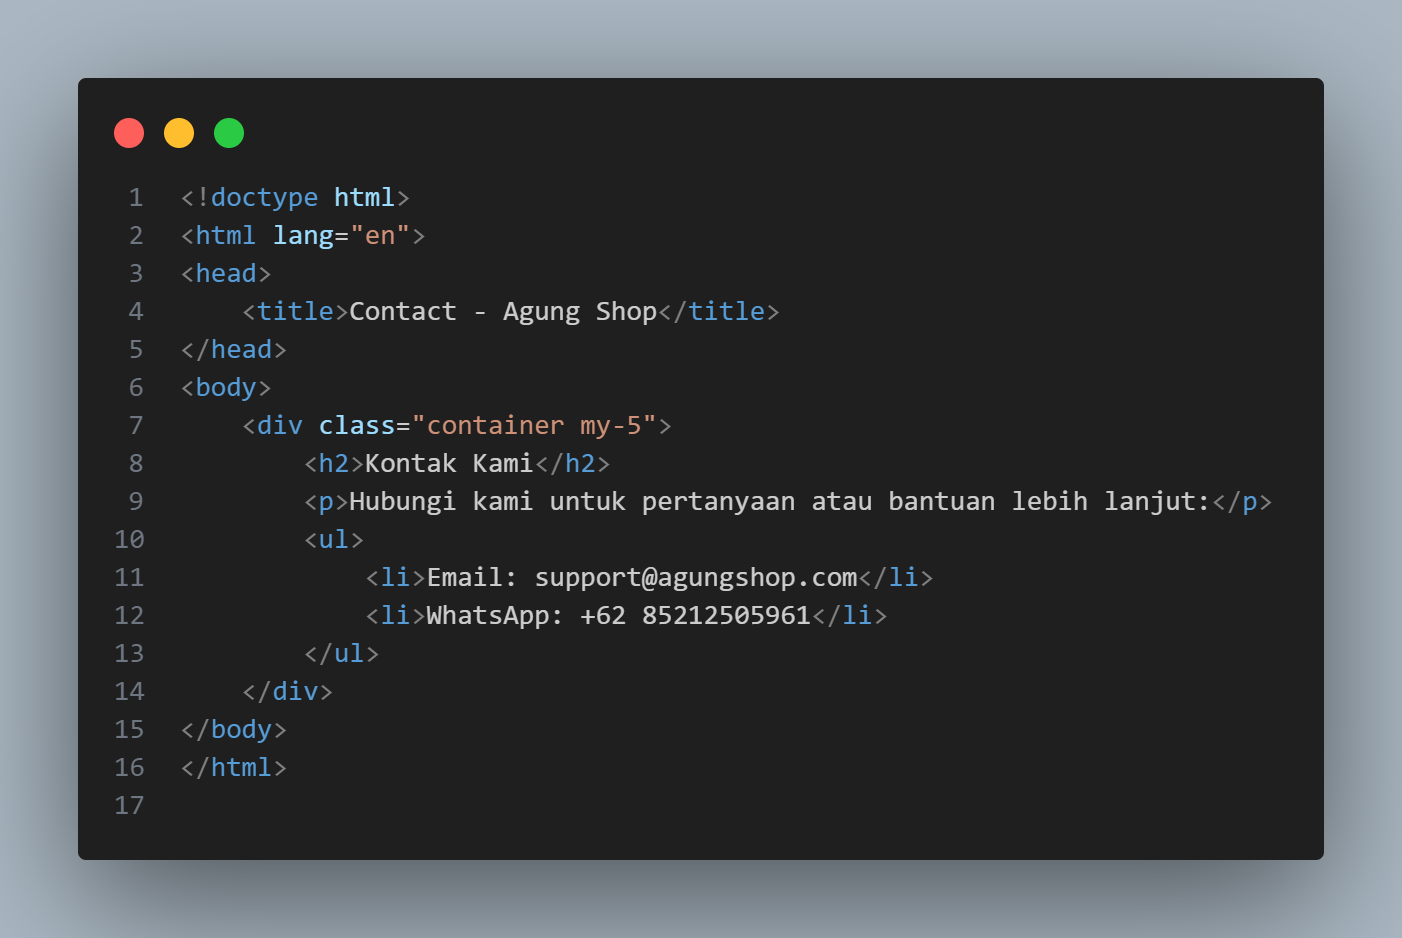 1 <!doctype html>
2 <html lang="en">
3 <head>
4     <title>Contact - Agung Shop</title>
5 </head>
6 <body>
7     <div class="container my-5">
8         <h2>Kontak Kami</h2>
9         <p>Hubungi kami untuk pertanyaan atau bantuan lebih lanjut:</p>
10         <ul>
11             <li>Email: support@agungshop.com</li>
12             <li>WhatsApp: +62 85212505961</li>
13         </ul>
14     </div>
15 </body>
16 </html>
17